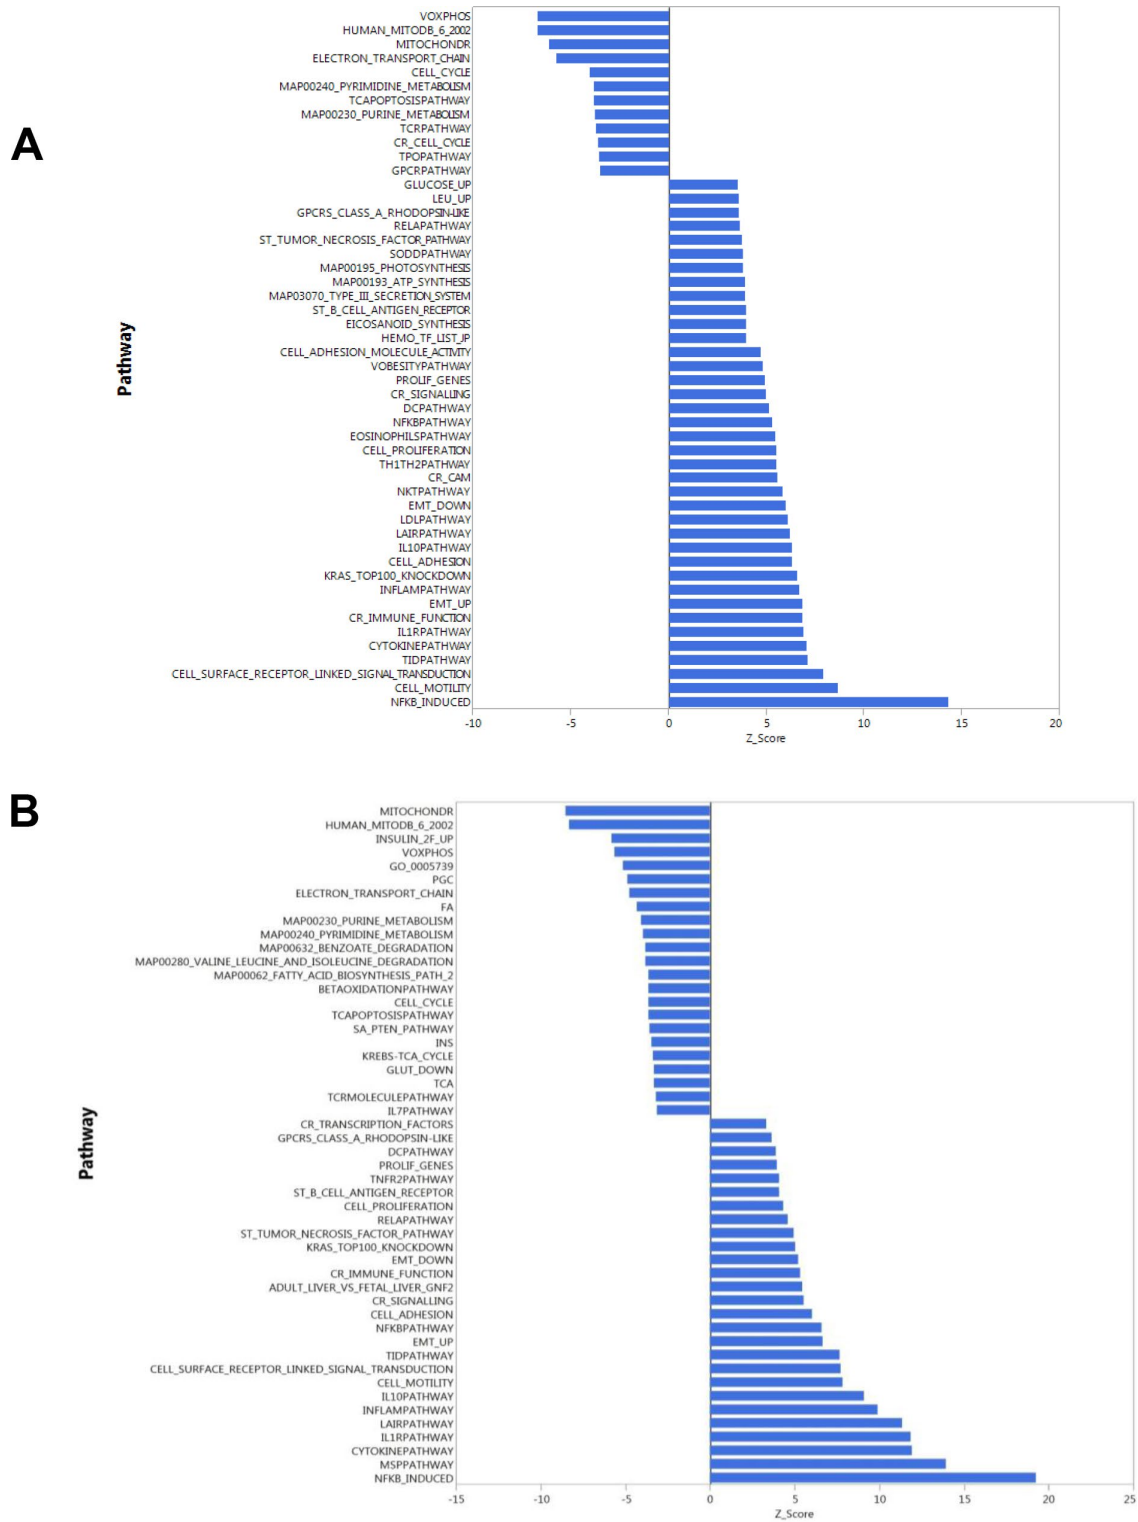 A
Pathway
VOXPHOS
HUMAN_MITODB_6_2002
MITOCHONDR
ELECTRON_TRANSPORT_CHAIN
CELL_CYCLE
MAP00240_PYRIMIDINE_METABOLISM
TCAPOPTOSISPATHWAY
MAP00230_PURINE_METABOLISM
TCRPATHWAY
CR_CELL_CYCLE
TPOPATHWAY
GPCRPATHWAY
GLUCOSE_UP
LEU_UP
GPCRS_CLASS_A_RHODOPSIN-LIKE
RELAPATHWAY
ST_TUMOR_NECROSIS_FACTOR_PATHWAY
SODDPATHWAY
MAP00195_PHOTOSYNTHESIS
MAP00193_ATP_SYNTHESIS
MAP03070_TYPE_III_SECRETION_SYSTEM
ST_B_CELL_ANTIGEN_RECEPTOR
EICOSANOID_SYNTHESIS
HEMO_TF_LIST_JP
CELL_ADHESION_MOLECULE_ACTIVITY
VOBESITYPATHWAY
PROLIF_GENES
CR_SIGNALLING
DCPATHWAY
NFKBPATHWAY
EOSINOPHILSPATHWAY
CELL_PROLIFERATION
TH1TH2PATHWAY
CR_CAM
NKTPATHWAY
EMT_DOWN
LDLPATHWAY
LAIRPATHWAY
IL10PATHWAY
CELL_ADHESION
KRAS_TOP100_KNOCKDOWN
INFLAMPATHWAY
EMT_UP
CR_IMMUNE_FUNCTION
IL1RPATHWAY
CYTOKINEPATHWAY
TIDPATHWAY
CELL_SURFACE_RECEPTOR_LINKED_SIGNAL_TRANSDUCTION
CELL_MOTILITY
NFKB_INDUCED
-10 -5 0 5 10 15 20
Z_Score
B
Pathway
MITOCHONDR
HUMAN_MITODB_6_2002
INSULIN_2F_UP
VOXPHOS
GO_0005739
PGC
ELECTRON_TRANSPORT_CHAIN
FA
MAP00230_PURINE_METABOLISM
MAP00240_PYRIMIDINE_METABOLISM
MAP00632_BENZOATE_DEGRADATION
MAP00280_VALINE_LEUCINE_AND_ISOLEUCINE_DEGRADATION
MAP00062_FATTY_ACID_BIOSYNTHESIS_PATH_2
BETAOXIDATIONPATHWAY
CELL_CYCLE
TCAPOPTOSISPATHWAY
SA_PTEN_PATHWAY
INS
KREBS-TCA_CYCLE
GLUT_DOWN
TCA
TCRMOLECULEPATHWAY
IL7PATHWAY
CR_TRANSCRIPTION_FACTORS
GPCRS_CLASS_A_RHODOPSIN-LIKE
DCPATHWAY
PROLIF_GENES
TNFR2PATHWAY
ST_B_CELL_ANTIGEN_RECEPTOR
CELL_PROLIFERATION
RELAPATHWAY
ST_TUMOR_NECROSIS_FACTOR_PATHWAY
KRAS_TOP100_KNOCKDOWN
EMT_DOWN
CR_IMMUNE_FUNCTION
ADULT_LIVER_VS_FETAL_LIVER_GNF2
CR_SIGNALLING
CELL_ADHESION
NFKBPATHWAY
EMT_UP
TIDPATHWAY
CELL_SURFACE_RECEPTOR_LINKED_SIGNAL_TRANSDUCTION
CELL_MOTILITY
IL10PATHWAY
INFLAMPATHWAY
LAIRPATHWAY
IL1RPATHWAY
CYTOKINEPATHWAY
MSPPATHWAY
NFKB_INDUCED
-15 -10 -5 0 5 10 15 20 25
Z_Score